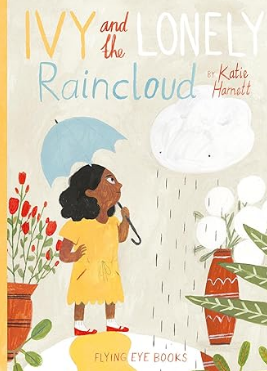 IVY and the LONELY
Raincloud BY Katie Harnett
FLYING EYE BOOKS